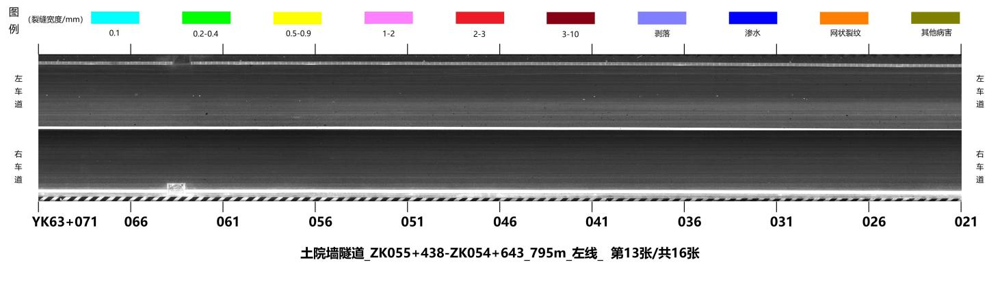 图例
(裂缝宽度/mm)
0.1
0.2-0.4
0.5-0.9
1-2
2-3
3-10
剥落
渗水
网状裂纹
其他病害
左车道
左车道
右车道
右车道
YK63+071 066 061 056 051 046 041 036 031 026 021
土院墙隧道_ZK055+438-ZK054+643_795m_左线_ 第13张/共16张